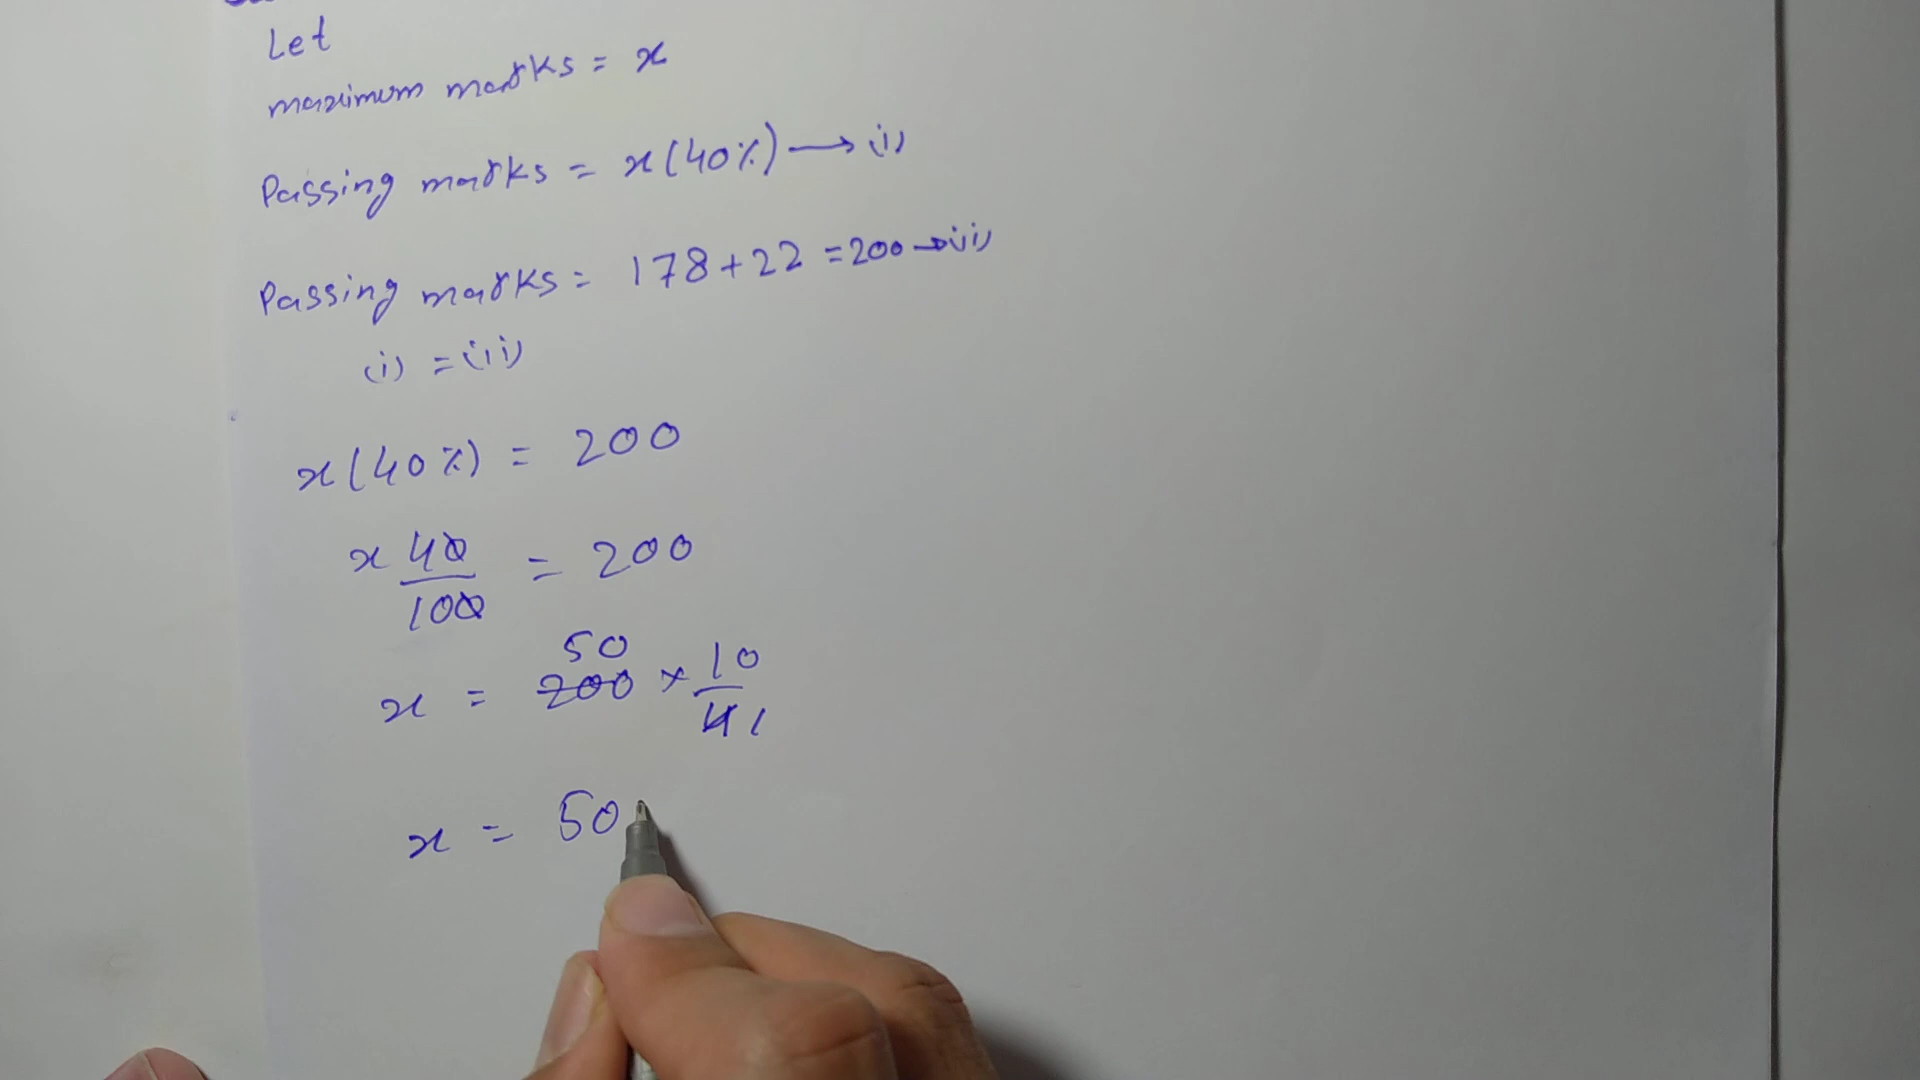 Let
maximum marks = x
Passing marks = x(40%) → (i)
Passing marks = 178+22 = 200 → (ii)
(i) = (ii)
x(40%) = 200
x 40/100 = 200
50
x = 200 × 10/4 1
x = 50